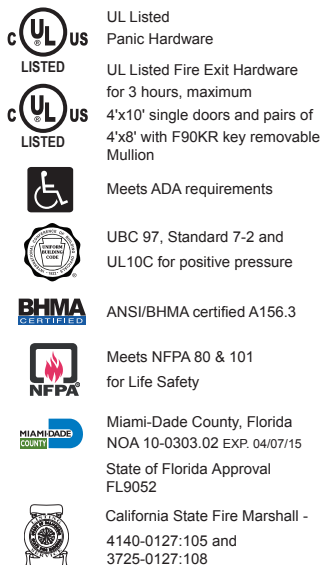 UL Listed
Panic Hardware
C UL ® US
LISTED
UL Listed Fire Exit Hardware
for 3 hours, maximum
4'x10' single doors and pairs of
4'x8' with F90KR key removable
Mullion
C UL ® US
LISTED
Meets ADA requirements
UNIFORM
BUILDING
CODE
UBC 97, Standard 7-2 and
UL10C for positive pressure
BHMA
CERTIFIED
ANSI/BHMA certified A156.3
NFPA®
Meets NFPA 80 & 101
for Life Safety
MIAMI-DADE
COUNTY
Miami-Dade County, Florida
NOA 10-0303.02 EXP. 04/07/15
State of Florida Approval
FL9052
California State Fire Marshall -
4140-0127:105 and
3725-0127:108